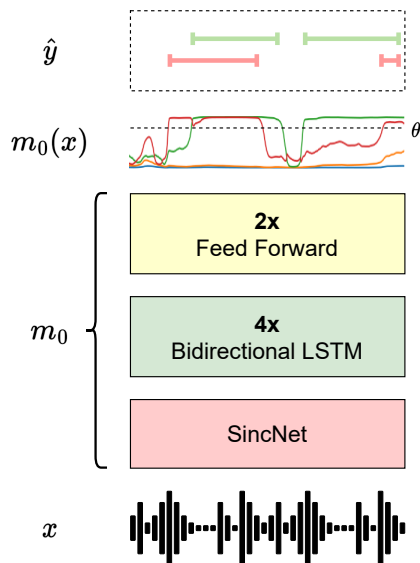 ŷ
m₀(x)
θ
2x
Feed Forward
m₀
4x
Bidirectional LSTM
SincNet
x